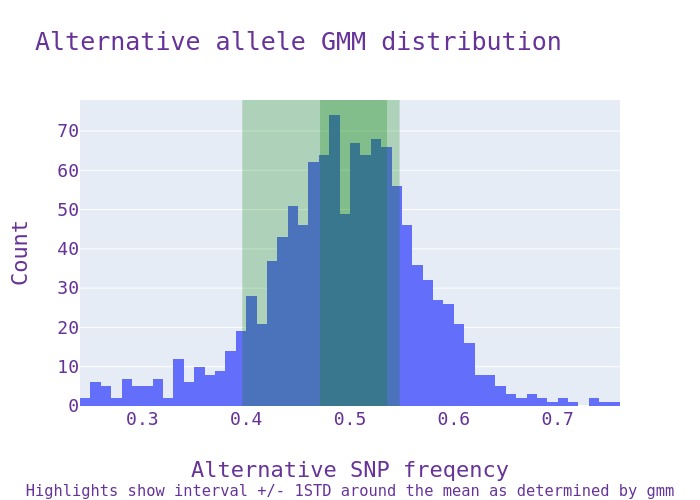 Alternative allele GMM distribution
Count
70
60
50
40
30
20
10
0
0.3 0.4 0.5 0.6 0.7
Alternative SNP freqency
Highlights show interval +/- 1STD around the mean as determined by gmm